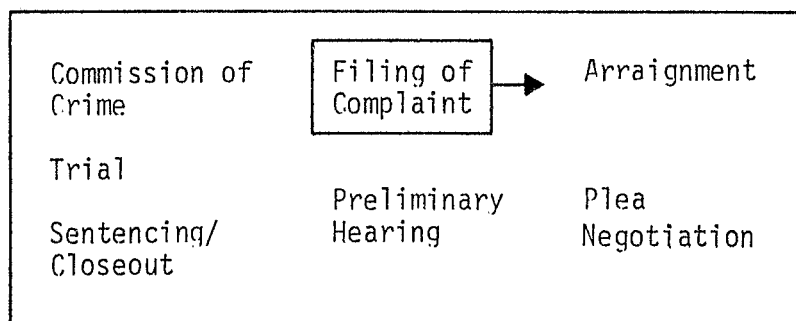 Commission of
Crime
Filing of
Complaint
Arraignment
Trial
Preliminary
Hearing
Plea
Negotiation
Sentencing/
Closeout